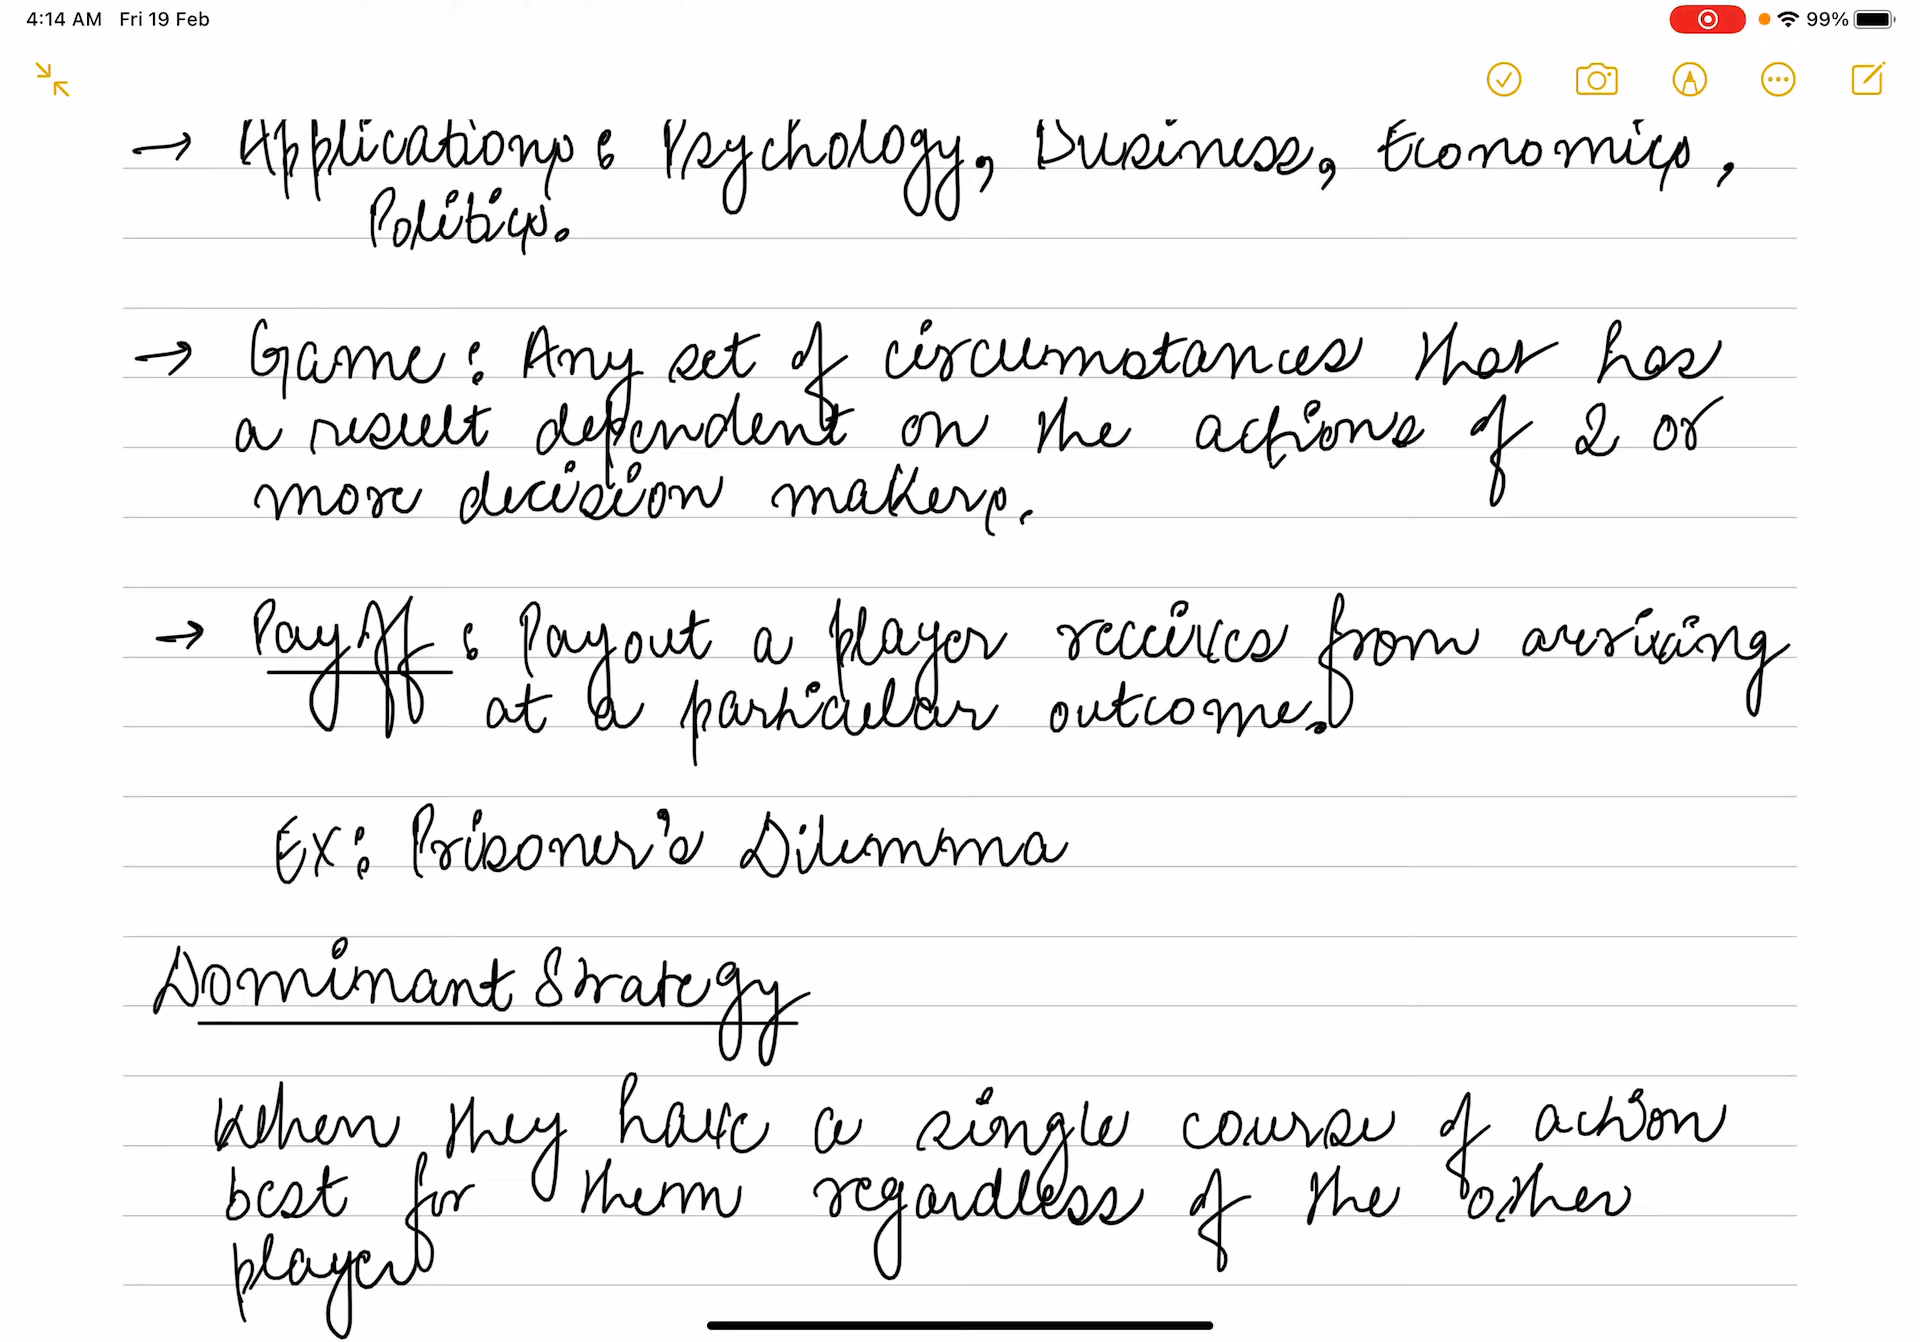 4:14 AM Fri 19 Feb 99%
→ Applications: Psychology, Business, Economics,
Politics.
→ Game: Any set of circumstances that has
a result dependent on the actions of 2 or
more decision makers.
→ Payoff: Payout a player receives from arriving
at a particular outcome.
Ex: Prisoner's Dilemma
Dominant Strategy
When they have a single course of action
best for them regardless of the other
player